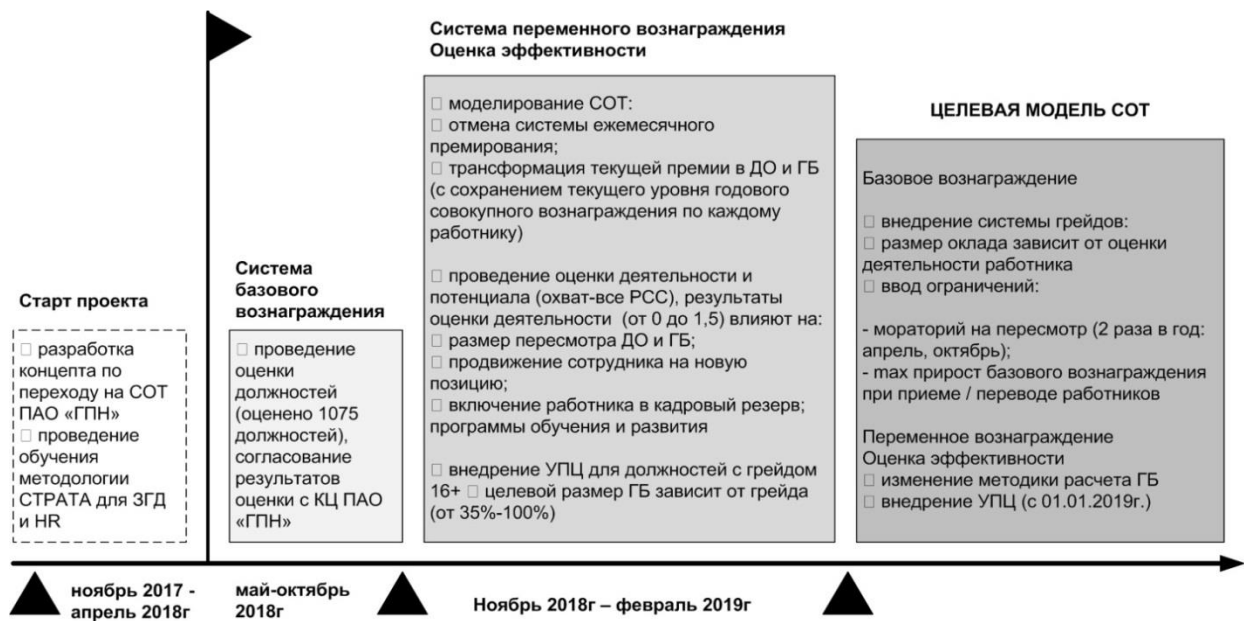 Старт проекта
□ разработка
концепта по
переходу на СОТ
ПАО «ГПН»
□ проведение
обучения
методологии
СТРАТА для ЗГД
и HR
Система
базового
вознаграждения
□ проведение
оценки
должностей
(оценено 1075
должностей),
согласование
результатов
оценки с КЦ ПАО
«ГПН»
Система переменного вознаграждения
Оценка эффективности
□ моделирование СОТ:
□ отмена системы ежемесячного
премирования;
□ трансформация текущей премии в ДО и ГБ
(с сохранением текущего уровня годового
совокупного вознаграждения по каждому
работнику)
□ проведение оценки деятельности и
потенциала (охват-все РСС), результаты
оценки деятельности (от 0 до 1,5) влияют на:
□ размер пересмотра ДО и ГБ;
□ продвижение сотрудника на новую
позицию;
□ включение работника в кадровый резерв;
программы обучения и развития
□ внедрение УПЦ для должностей с грейдом
16+ □ целевой размер ГБ зависит от грейда
(от 35%-100%)
ЦЕЛЕВАЯ МОДЕЛЬ СОТ
Базовое вознаграждение
□ внедрение системы грейдов:
□ размер оклада зависит от оценки
деятельности работника
□ ввод ограничений:
- мораторий на пересмотр (2 раза в год:
апрель, октябрь);
- max прирост базового вознаграждения
при приеме / переводе работников
Переменное вознаграждение
Оценка эффективности
□ изменение методики расчета ГБ
□ внедрение УПЦ (с 01.01.2019г.)
ноябрь 2017 -
апрель 2018г
май-октябрь
2018г
Ноябрь 2018г – февраль 2019г